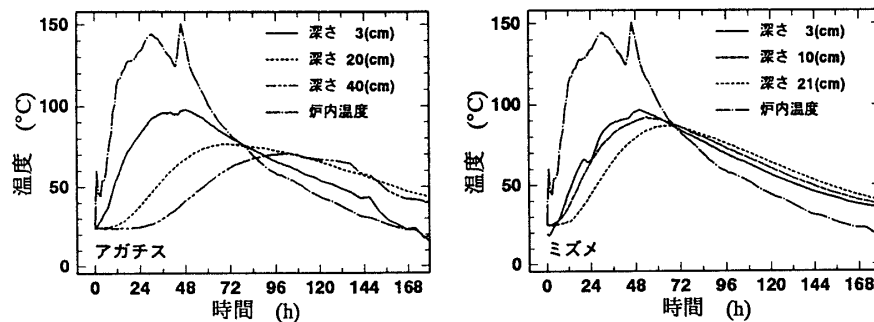 150
100
50
0
温度 (°C)
深さ 3(cm)
深さ 20(cm)
深さ 40(cm)
炉内温度
アガチス
0 24 48 72 96 120 144 168
時間 (h)
150
100
50
0
温度 (°C)
深さ 3(cm)
深さ 10(cm)
深さ 21(cm)
炉内温度
ミズメ
0 24 48 72 96 120 144 168
時間 (h)